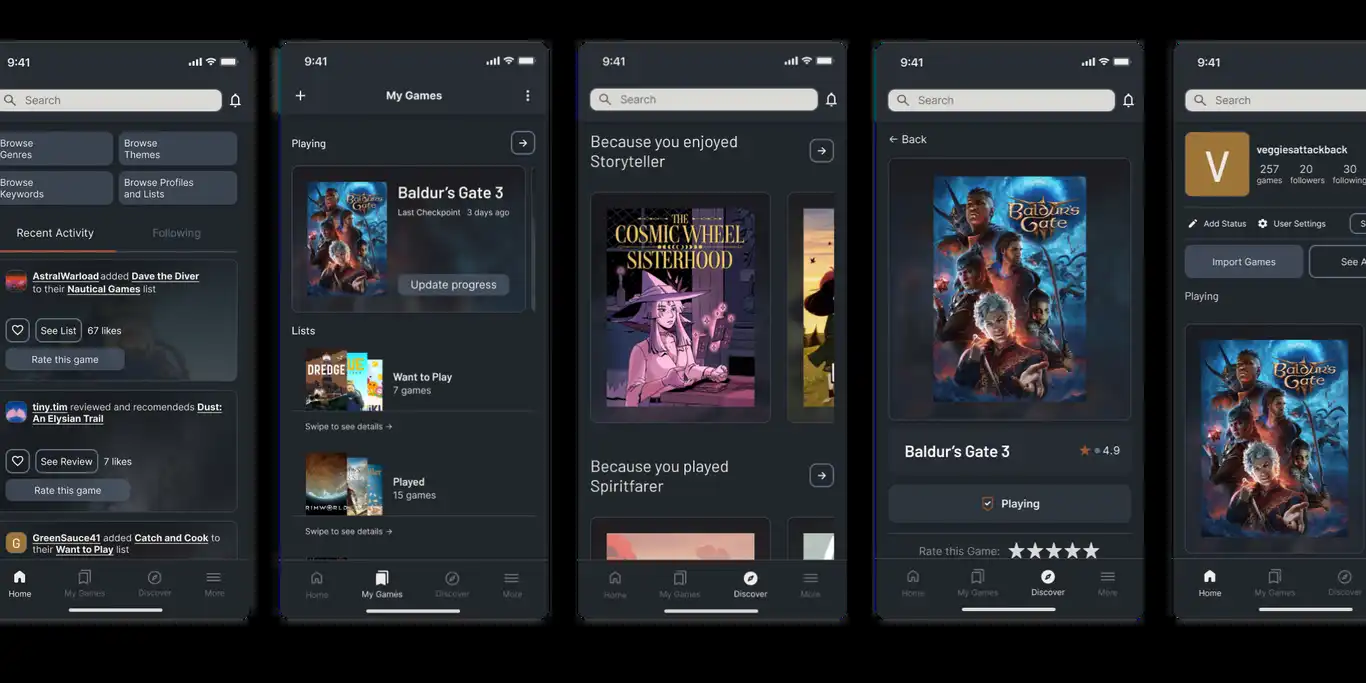 9:41
Search
Browse
Genres
Browse
Themes
Browse
Keywords
Browse Profiles
and Lists
Recent Activity
Following
AstralWarload added Dave the Diver
to their Nautical Games list
See List
67 likes
Rate this game
tiny.tim reviewed and recomendeds Dust:
An Elysian Trail
See Review
7 likes
Rate this game
G
GreenSauce41 added Catch and Cook to
their Want to Play list
Home
My Games
Discover
More
9:41
My Games
Playing
Baldur's Gate
Baldur's Gate 3
Last Checkpoint 3 days ago
Update progress
Lists
DREDGE
Want to Play
7 games
Swipe to see details →
RIMWORLD
Played
15 games
Swipe to see details →
Home
My Games
Discover
More
9:41
Search
Because you enjoyed
Storyteller
THE
COSMIC WHEEL
SISTERHOOD
Because you played
Spiritfarer
Home
My Games
Discover
More
9:41
Search
← Back
Baldur's
Gate
Baldur's Gate 3
4.9
Playing
Rate this Game:
Home
My Games
Discover
More
9:41
Search
V
veggiesattackback
257
games
20
followers
30
following
Add Status
User Settings
S
Import Games
See A
Playing
Baldur's
Gate
Home
My Games
Discover